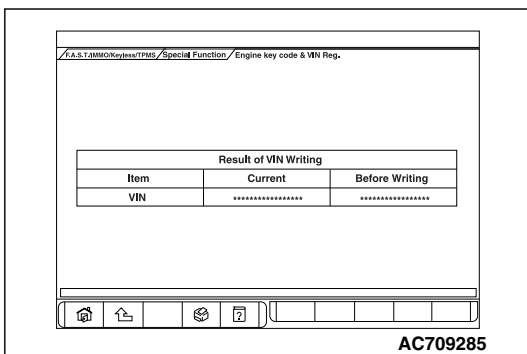 F.A.S.T./IMMO/Keyless/TPMS/Special Function/Engine key code & VIN Reg.
Result of VIN Writing
Item Current Before Writing
VIN ***************** *****************
?
AC709285